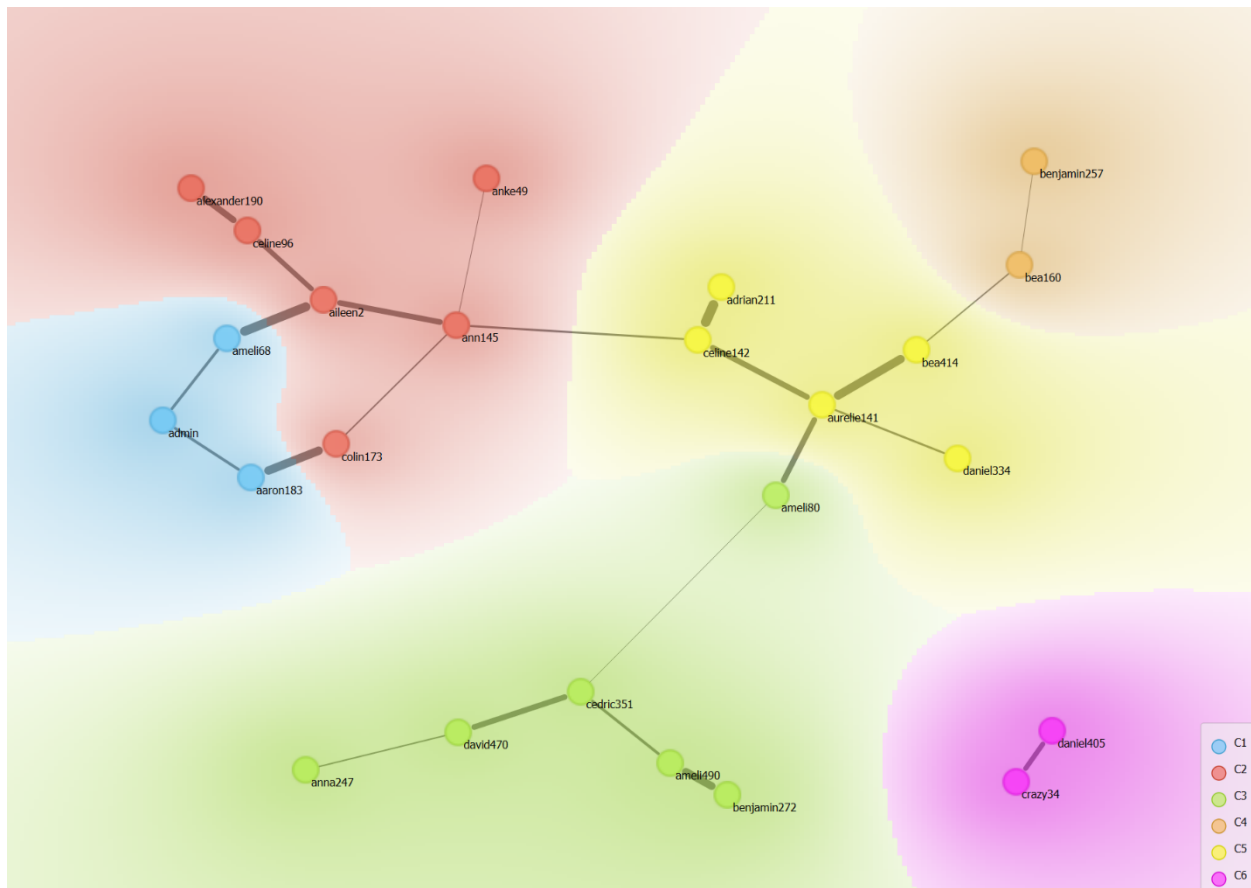 benjamin257
anke49
alexander190
celine96
bea160
adrian211
aileen2
ann145
ameli68
celine142
bea414
aurelie141
admin
colin173
daniel334
aaron183
ameli80
cedric351
david470
daniel405
C1
C2
ameli490
anna247
crazy34
C3
benjamin272
C4
C5
C6